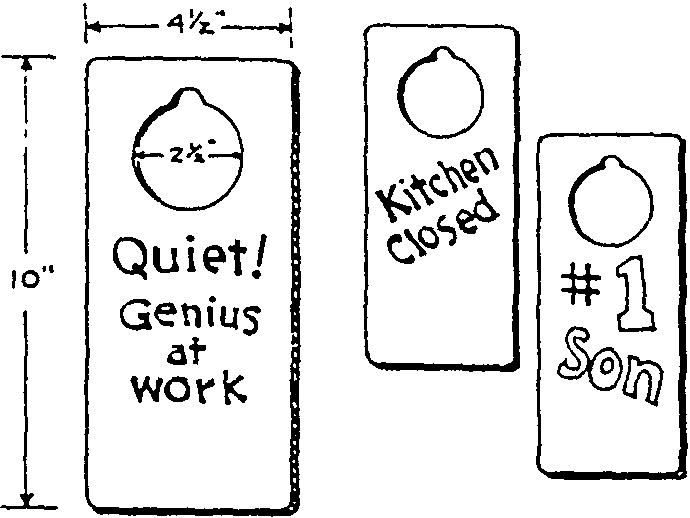 4½"
2½"
10"
Quiet!
Genius
at
work
Kitchen
Closed
#1
Son